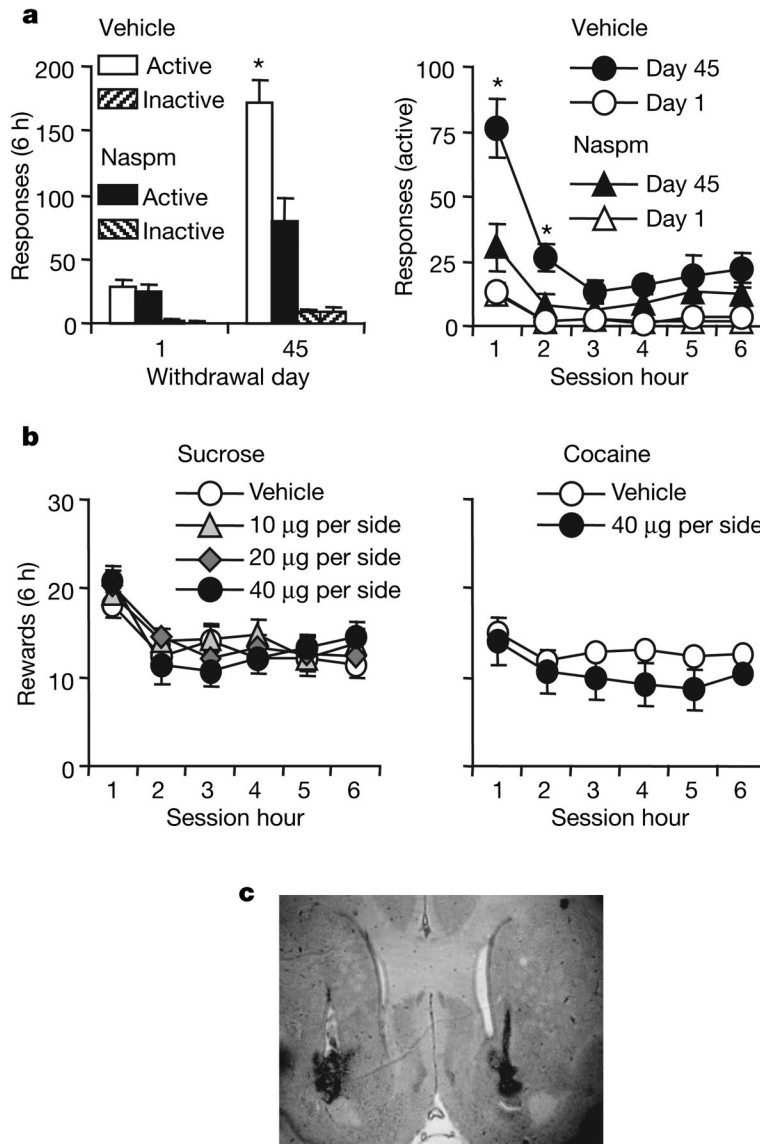 a
Vehicle
Active
Inactive
Naspm
Active
Inactive
*
Responses (6 h)
200
150
100
50
0
1
45
Withdrawal day
Vehicle
Day 45
Day 1
Naspm
Day 45
Day 1
*
*
Responses (active)
100
75
50
25
0
1 2 3 4 5 6
Session hour
b
Sucrose
Vehicle
10 μg per side
20 μg per side
40 μg per side
Rewards (6 h)
30
20
10
0
1 2 3 4 5 6
Session hour
Cocaine
Vehicle
40 μg per side
1 2 3 4 5 6
Session hour
c